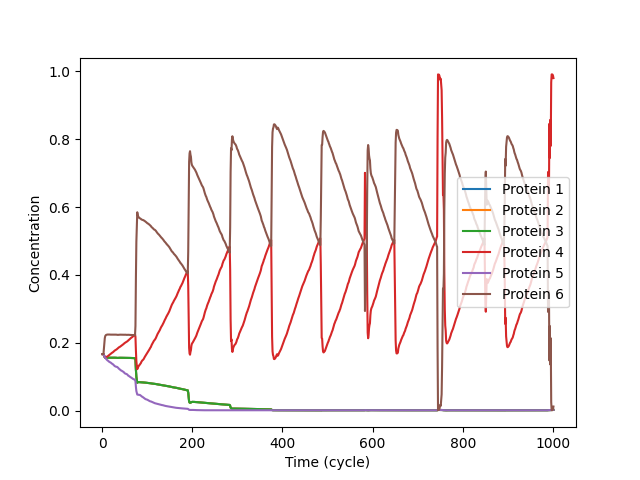 1.0
0.8
0.6
0.4
0.2
0.0
Concentration
0
200
400
600
800
1000
Time (cycle)
Protein 1
Protein 2
Protein 3
Protein 4
Protein 5
Protein 6